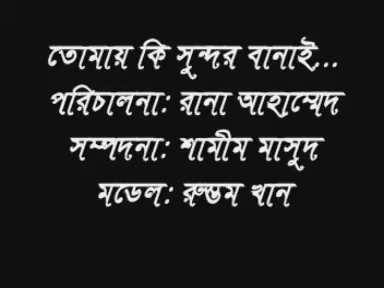 তোমায় কি সুন্দর বানাই...
পরিচালনা: রানা আহাম্মেদ
সম্পদনা: শামীম মাসুদ
মডেল: রুস্তম খান